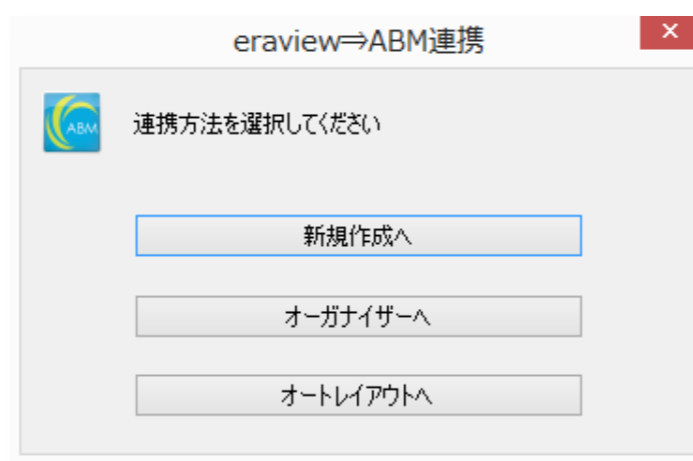 eraview⇒ABM連携
ABM
連携方法を選択してください
新規作成へ
オーガナイザーへ
オートレイアウトへ